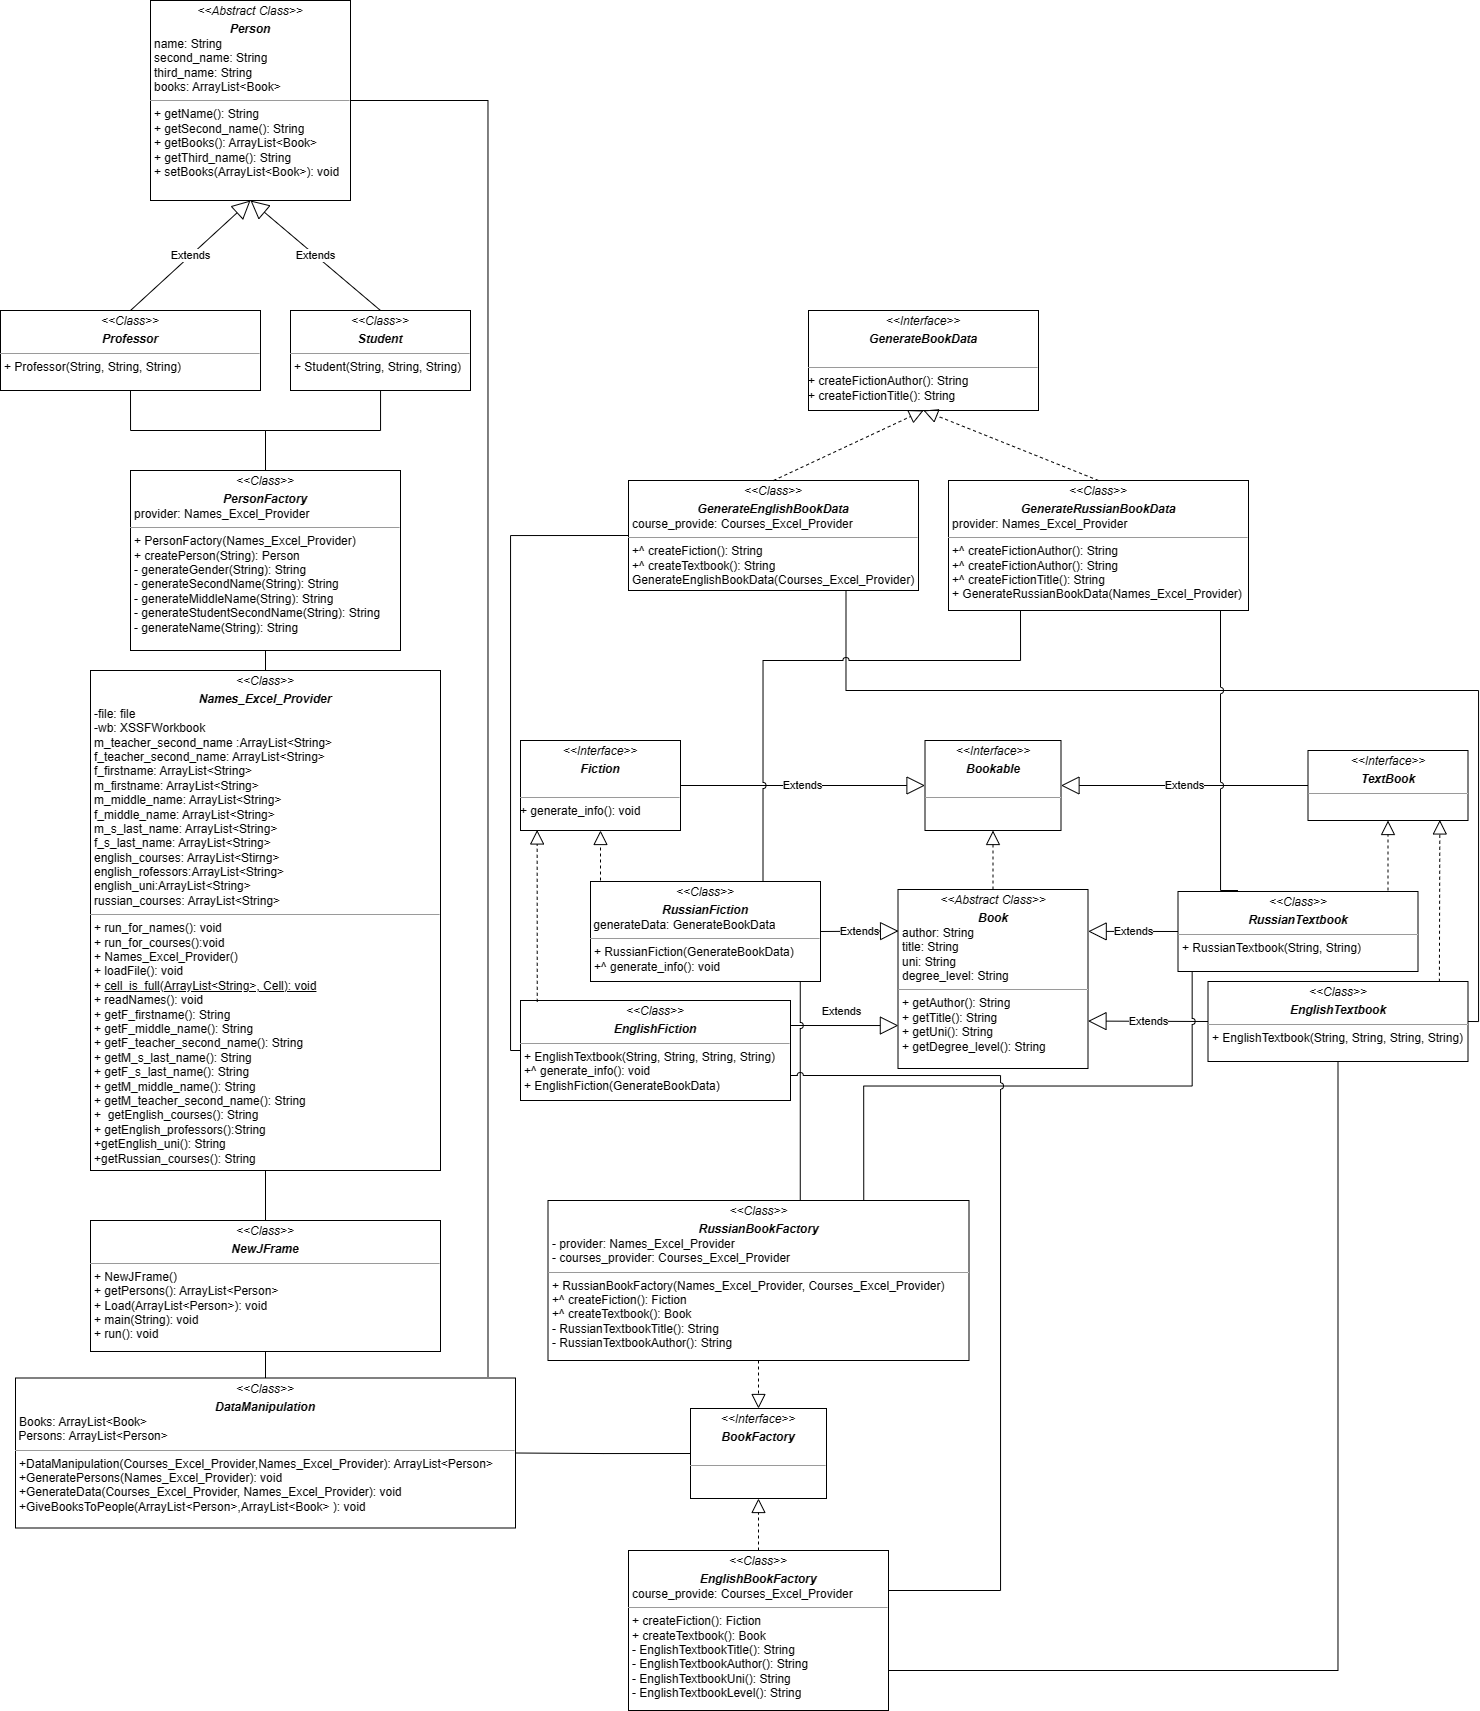 <<Abstract Class>>
Person
name: String
second_name: String
third_name: String
books: ArrayList<Book>
+ getName(): String
+ getSecond_name(): String
+ getBooks(): ArrayList<Book>
+ getThird_name(): String
+ setBooks(ArrayList<Book>): void
Extends
Extends
<<Class>>
Professor
+ Professor(String, String, String)
<<Class>>
Student
+ Student(String, String, String)
<<Interface>>
GenerateBookData
+ createFictionAuthor(): String
+ createFictionTitle(): String
<<Class>>
PersonFactory
provider: Names_Excel_Provider
+ PersonFactory(Names_Excel_Provider)
+ createPerson(String): Person
- generateGender(String): String
- generateSecondName(String): String
- generateMiddleName(String): String
- generateStudentSecondName(String): String
- generateName(String): String
<<Class>>
GenerateEnglishBookData
course_provide: Courses_Excel_Provider
+^ createFiction(): String
+^ createTextbook(): String
GenerateEnglishBookData(Courses_Excel_Provider)
<<Class>>
GenerateRussianBookData
provider: Names_Excel_Provider
+^ createFictionAuthor(): String
+^ createFictionAuthor(): String
+^ createFictionTitle(): String
+ GenerateRussianBookData(Names_Excel_Provider)
<<Class>>
Names_Excel_Provider
-file: file
-wb: XSSFWorkbook
m_teacher_second_name :ArrayList<String>
f_teacher_second_name: ArrayList<String>
f_firstname: ArrayList<String>
m_firstname: ArrayList<String>
m_middle_name: ArrayList<String>
f_middle_name: ArrayList<String>
m_s_last_name: ArrayList<String>
f_s_last_name: ArrayList<String>
english_courses: ArrayList<Stirng>
english_rofessors:ArrayList<String>
english_uni:ArrayList<String>
russian_courses: ArrayList<String>
+ run_for_names(): void
+ run_for_courses():void
+ Names_Excel_Provider()
+ loadFile(): void
+ cell_is_full(ArrayList<String>, Cell): void
+ readNames(): void
+ getF_firstname(): String
+ getF_middle_name(): String
+ getF_teacher_second_name(): String
+ getM_s_last_name(): String
+ getF_s_last_name(): String
+ getM_middle_name(): String
+ getM_teacher_second_name(): String
+ getEnglish_courses(): String
+ getEnglish_professors():String
+getEnglish_uni(): String
+getRussian_courses(): String
<<Interface>>
Fiction
+ generate_info(): void
Extends
<<Interface>>
Bookable
Extends
<<Interface>>
TextBook
<<Class>>
RussianFiction
generateData: GenerateBookData
+ RussianFiction(GenerateBookData)
+^ generate_info(): void
Extends
<<Abstract Class>>
Book
author: String
title: String
uni: String
degree_level: String
+ getAuthor(): String
+ getTitle(): String
+ getUni(): String
+ getDegree_level(): String
Extends
<<Class>>
RussianTextbook
+ RussianTextbook(String, String)
<<Class>>
EnglishFiction
+ EnglishTextbook(String, String, String, String)
+^ generate_info(): void
+ EnglishFiction(GenerateBookData)
Extends
Extends
<<Class>>
EnglishTextbook
+ EnglishTextbook(String, String, String, String)
<<Class>>
NewJFrame
+ NewJFrame()
+ getPersons(): ArrayList<Person>
+ Load(ArrayList<Person>): void
+ main(String): void
+ run(): void
<<Class>>
RussianBookFactory
- provider: Names_Excel_Provider
- courses_provider: Courses_Excel_Provider
+ RussianBookFactory(Names_Excel_Provider, Courses_Excel_Provider)
+^ createFiction(): Fiction
+^ createTextbook(): Book
- RussianTextbookTitle(): String
- RussianTextbookAuthor(): String
<<Class>>
DataManipulation
Books: ArrayList<Book>
Persons: ArrayList<Person>
+DataManipulation(Courses_Excel_Provider,Names_Excel_Provider): ArrayList<Person>
+GeneratePersons(Names_Excel_Provider): void
+GenerateData(Courses_Excel_Provider, Names_Excel_Provider): void
+GiveBooksToPeople(ArrayList<Person>,ArrayList<Book> ): void
<<Interface>>
BookFactory
<<Class>>
EnglishBookFactory
course_provide: Courses_Excel_Provider
+ createFiction(): Fiction
+ createTextbook(): Book
- EnglishTextbookTitle(): String
- EnglishTextbookAuthor(): String
- EnglishTextbookUni(): String
- EnglishTextbookLevel(): String